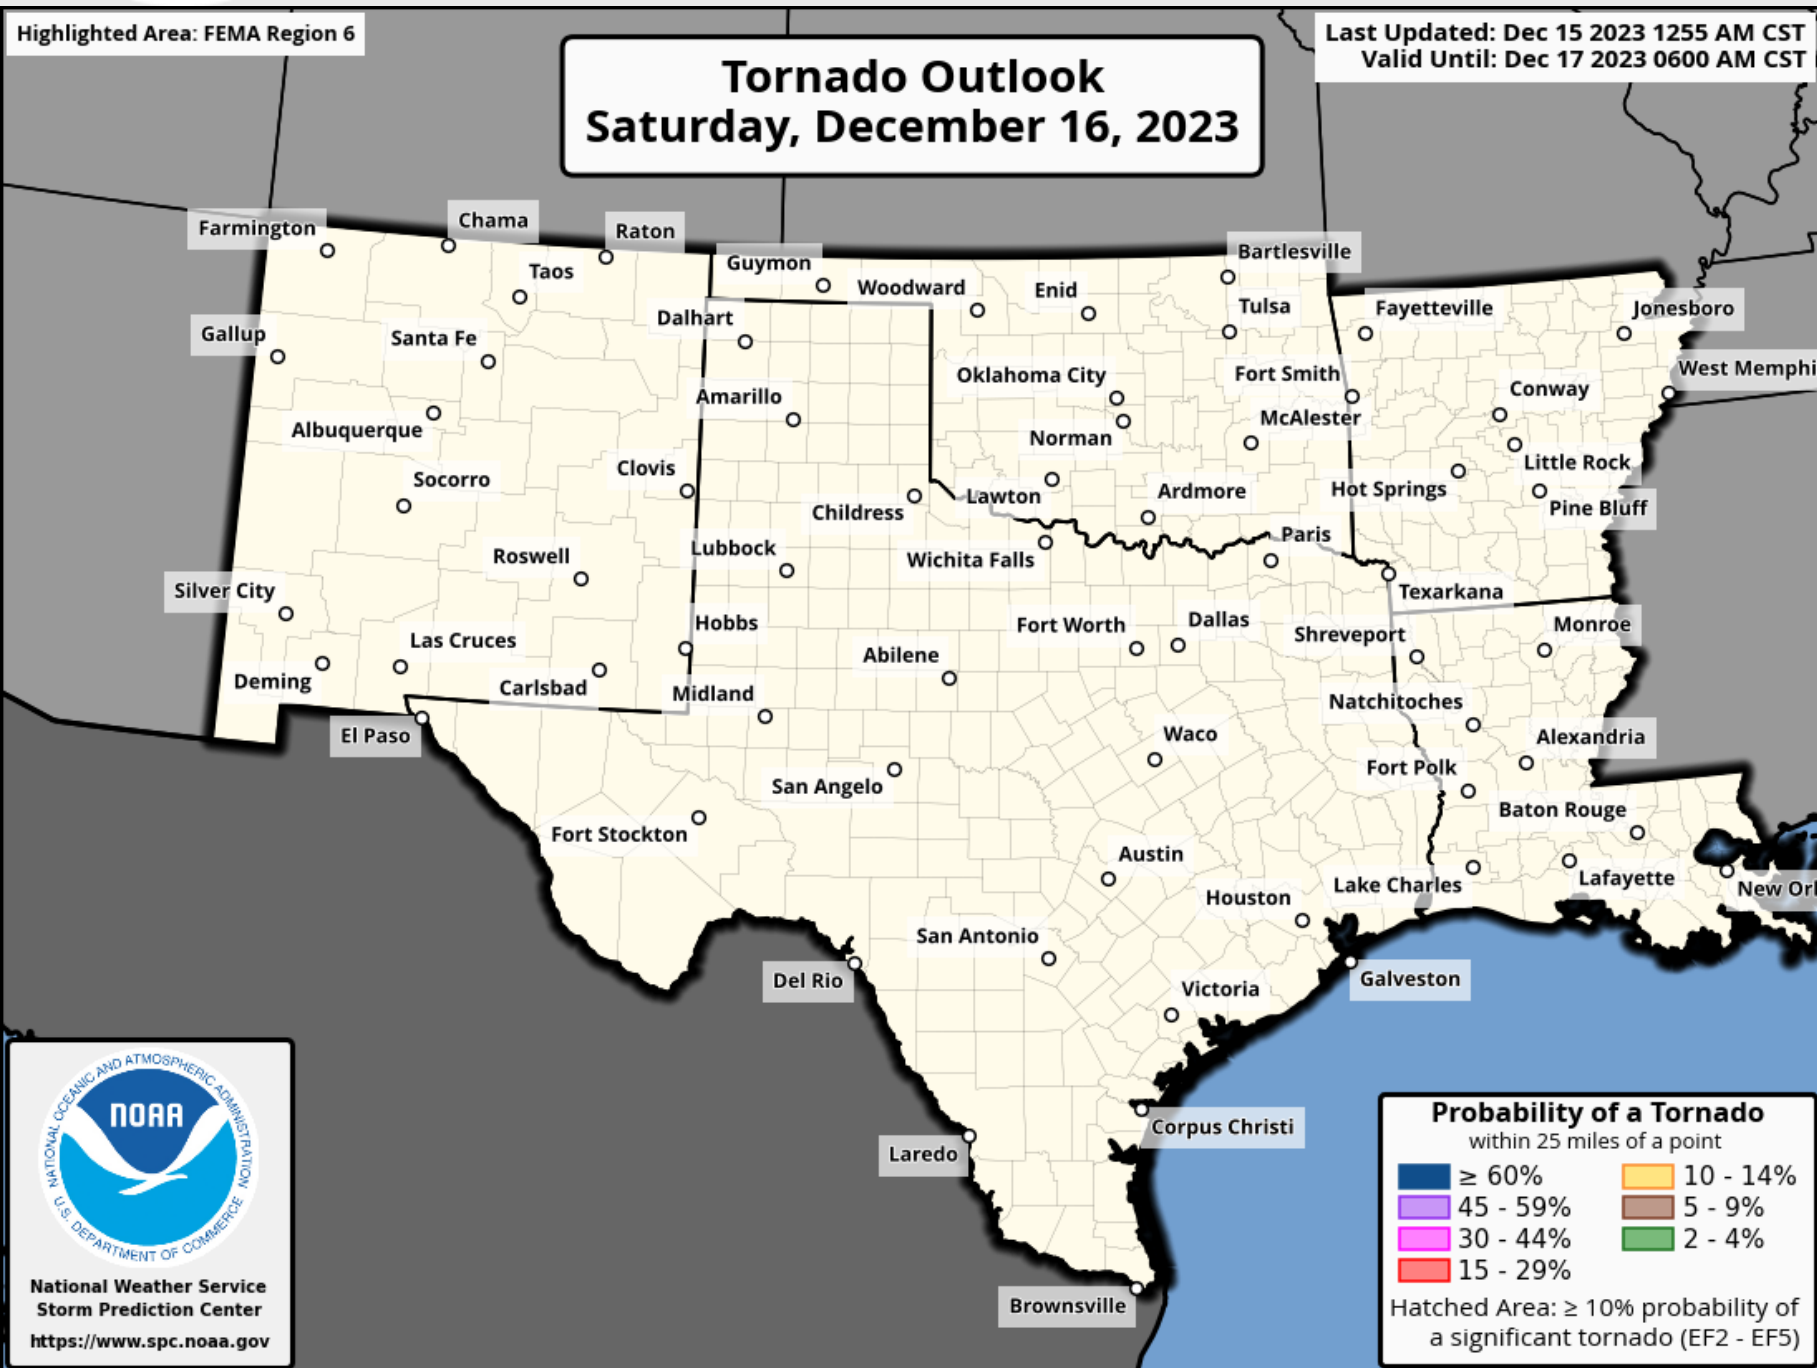 Highlighted Area: FEMA Region 6
Last Updated: Dec 15 2023 1255 AM CST
Valid Until: Dec 17 2023 0600 AM CST
Tornado Outlook
Saturday, December 16, 2023
Farmington
Chama
Raton
Taos
Guymon
Woodward
Enid
Bartlesville
Tulsa
Fayetteville
Jonesboro
Gallup
Santa Fe
Dalhart
Oklahoma City
Fort Smith
West Memphi
Conway
Amarillo
Albuquerque
Norman
McAlester
Socorro
Clovis
Little Rock
Childress
Lawton
Ardmore
Hot Springs
Pine Bluff
Roswell
Lubbock
Wichita Falls
Paris
Silver City
Texarkana
Las Cruces
Hobbs
Fort Worth
Dallas
Shreveport
Monroe
Deming
Carlsbad
Midland
Abilene
Natchitoches
El Paso
Waco
Alexandria
San Angelo
Fort Polk
Fort Stockton
Baton Rouge
Austin
Houston
Lake Charles
Lafayette
New Orl
San Antonio
Del Rio
Victoria
Galveston
Corpus Christi
Laredo
Brownsville
NATIONAL OCEANIC AND ATMOSPHERIC ADMINISTRATION
NOAA
U.S. DEPARTMENT OF COMMERCE
National Weather Service
Storm Prediction Center
https://www.spc.noaa.gov
Probability of a Tornado
within 25 miles of a point
≥ 60%
10 - 14%
45 - 59%
5 - 9%
30 - 44%
2 - 4%
15 - 29%
Hatched Area: ≥ 10% probability of
a significant tornado (EF2 - EF5)